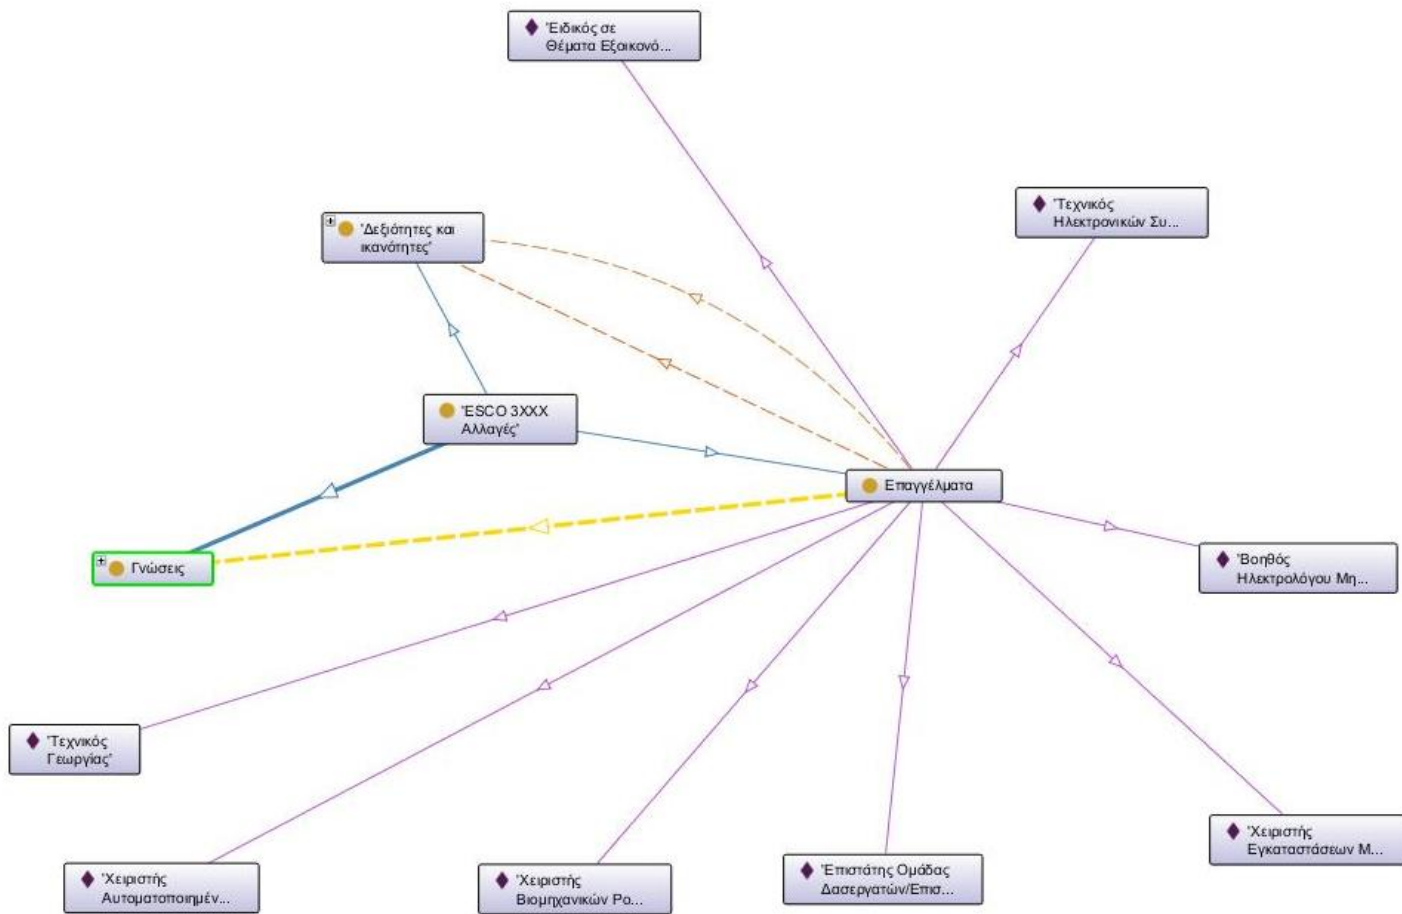 'Ειδικός σε
Θέματα Εξοικονό...
'Τεχνικός
Ηλεκτρονικών Συ...
'Δεξιότητες και
ικανότητες'
'ESCO 3XXX
Αλλαγές'
Επαγγέλματα
'Βοηθός
Ηλεκτρολόγου Μη...
Γνώσεις
'Τεχνικός
Γεωργίας'
'Χειριστής
Εγκαταστάσεων Μ...
'Χειριστής
Αυτοματοποιημέν...
'Χειριστής
Βιομηχανικών Ρο...
'Επιστάτης Ομάδας
Δασεργατών/Επισ...